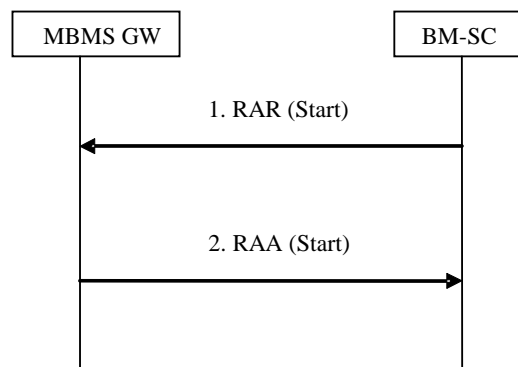 MBMS GW
BM-SC
1. RAR (Start)
2. RAA (Start)